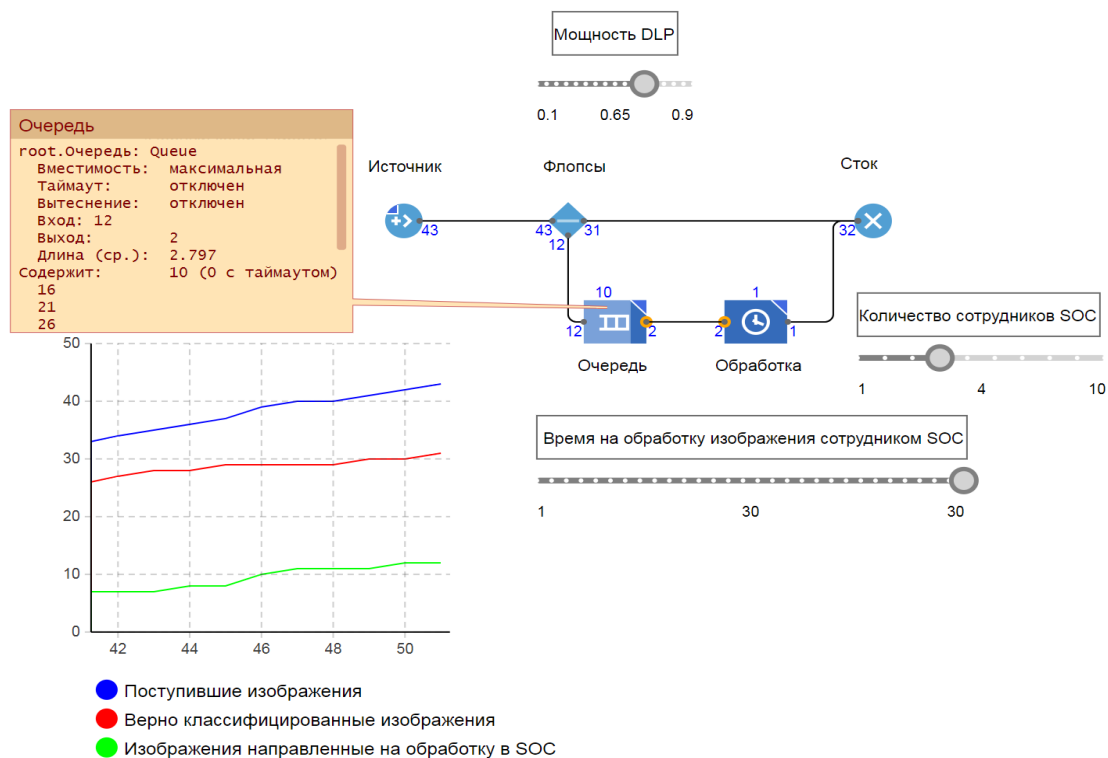 Мощность DLP
0.1 0.65 0.9
Очередь
root.Очередь: Queue
Вместимость: максимальная
Таймаут: отключен
Вытеснение: отключен
Вход: 12
Выход: 2
Длина (ср.): 2.797
Содержит: 10 (0 с таймаутом)
16
21
26
Источник Флопсы Сток
43 43 31 32
12
10 1
12 2 2 1
Очередь Обработка
Количество сотрудников SOC
1 4 10
Время на обработку изображения сотрудником SOC
1 30 30
50
40
30
20
10
0
42 44 46 48 50
Поступившие изображения
Верно классифицированные изображения
Изображения направленные на обработку в SOC